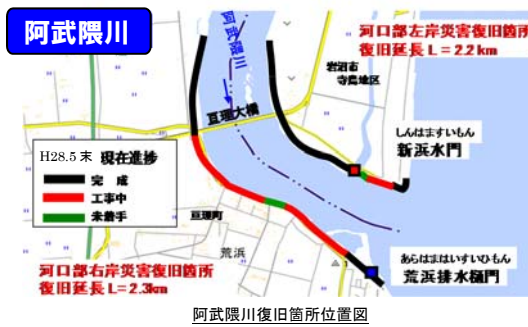 阿武隈川
阿武隈川
河口部左岸災害復旧箇所
復旧延長 L = 2.2 km
岩沼市
寺島地区
亘理大橋
しんはますいもん
新浜水門
H28.5 末 現在進捗
完 成
工事中
未着手
亘理町
荒浜
あらはまはいすいひもん
荒浜排水樋門
河口部右岸災害復旧箇所
復旧延長 L=2.3km
阿武隈川復旧箇所位置図